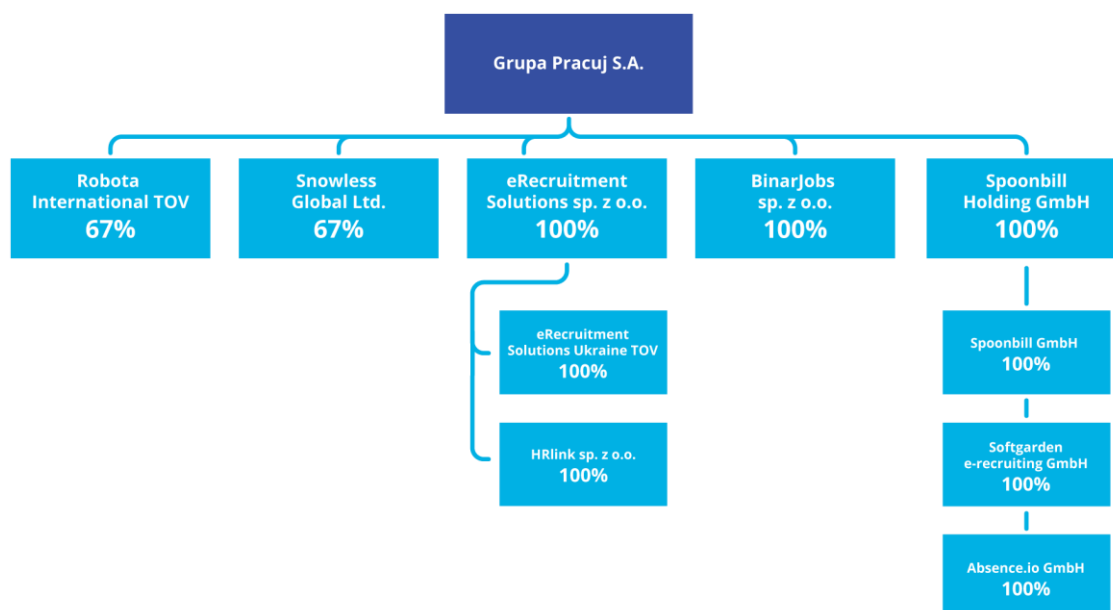 Grupa Pracuj S.A.
Robota
International TOV
67%
Snowless
Global Ltd.
67%
eRecruitment
Solutions sp. z o.o.
100%
BinarJobs
sp. z o.o.
100%
Spoonbill
Holding GmbH
100%
eRecruitment
Solutions Ukraine TOV
100%
HRlink sp. z o.o.
100%
Spoonbill GmbH
100%
Softgarden
e-recruiting GmbH
100%
Absence.io GmbH
100%